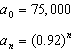 a₀ = 75,000
aₙ = (0.92)ⁿ